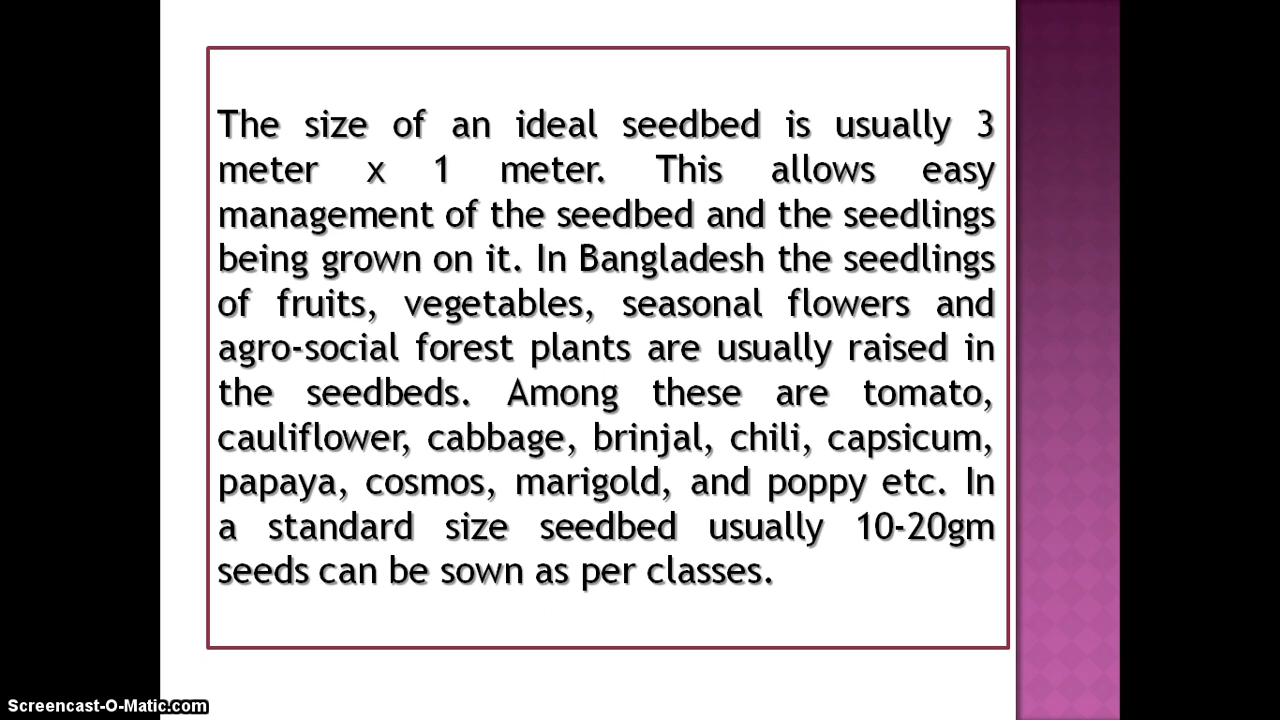 The size of an ideal seedbed is usually 3
meter x 1 meter. This allows easy
management of the seedbed and the seedlings
being grown on it. In Bangladesh the seedlings
of fruits, vegetables, seasonal flowers and
agro-social forest plants are usually raised in
the seedbeds. Among these are tomato,
cauliflower, cabbage, brinjal, chili, capsicum,
papaya, cosmos, marigold, and poppy etc. In
a standard size seedbed usually 10-20gm
seeds can be sown as per classes.
Screencast-O-Matic.com